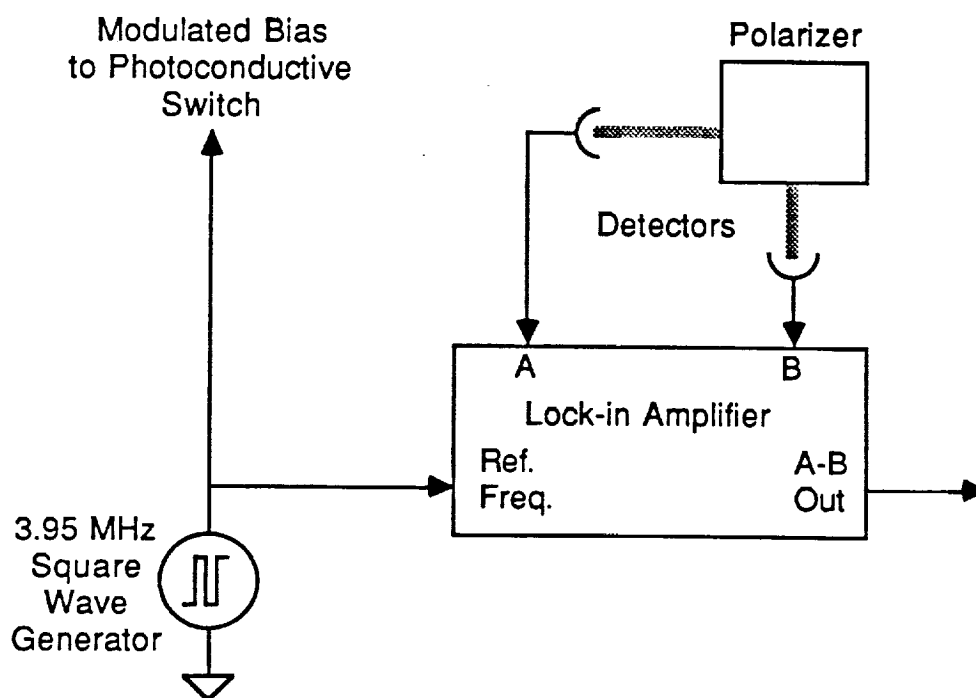 Modulated Bias
to Photoconductive
Switch
Polarizer
Detectors
A
B
Lock-in Amplifier
Ref.
Freq.
A-B
Out
3.95 MHz
Square
Wave
Generator